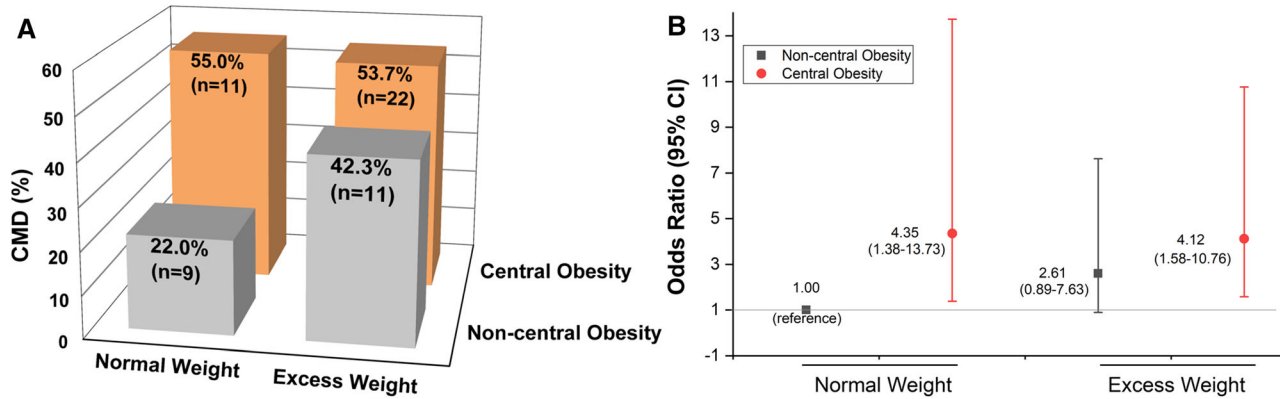 A
CMD (%)
60
50
40
30
20
10
0
55.0%
(n=11)
53.7%
(n=22)
22.0%
(n=9)
42.3%
(n=11)
Central Obesity
Non-central Obesity
Normal Weight
Excess Weight
B
Odds Ratio (95% CI)
13
11
9
7
5
3
1
-1
Non-central Obesity
Central Obesity
1.00
(reference)
4.35
(1.38-13.73)
2.61
(0.89-7.63)
4.12
(1.58-10.76)
Normal Weight
Excess Weight